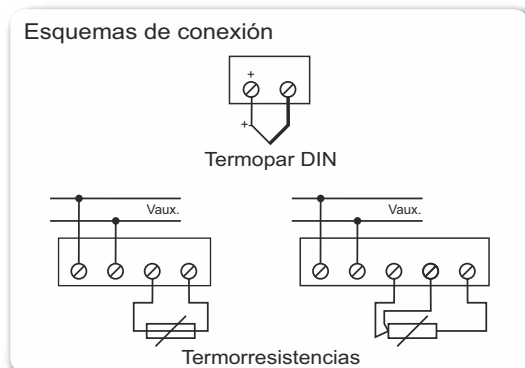 Esquemas de conexión
+
+
Termopar DIN
Vaux.
Vaux.
Termorresistencias